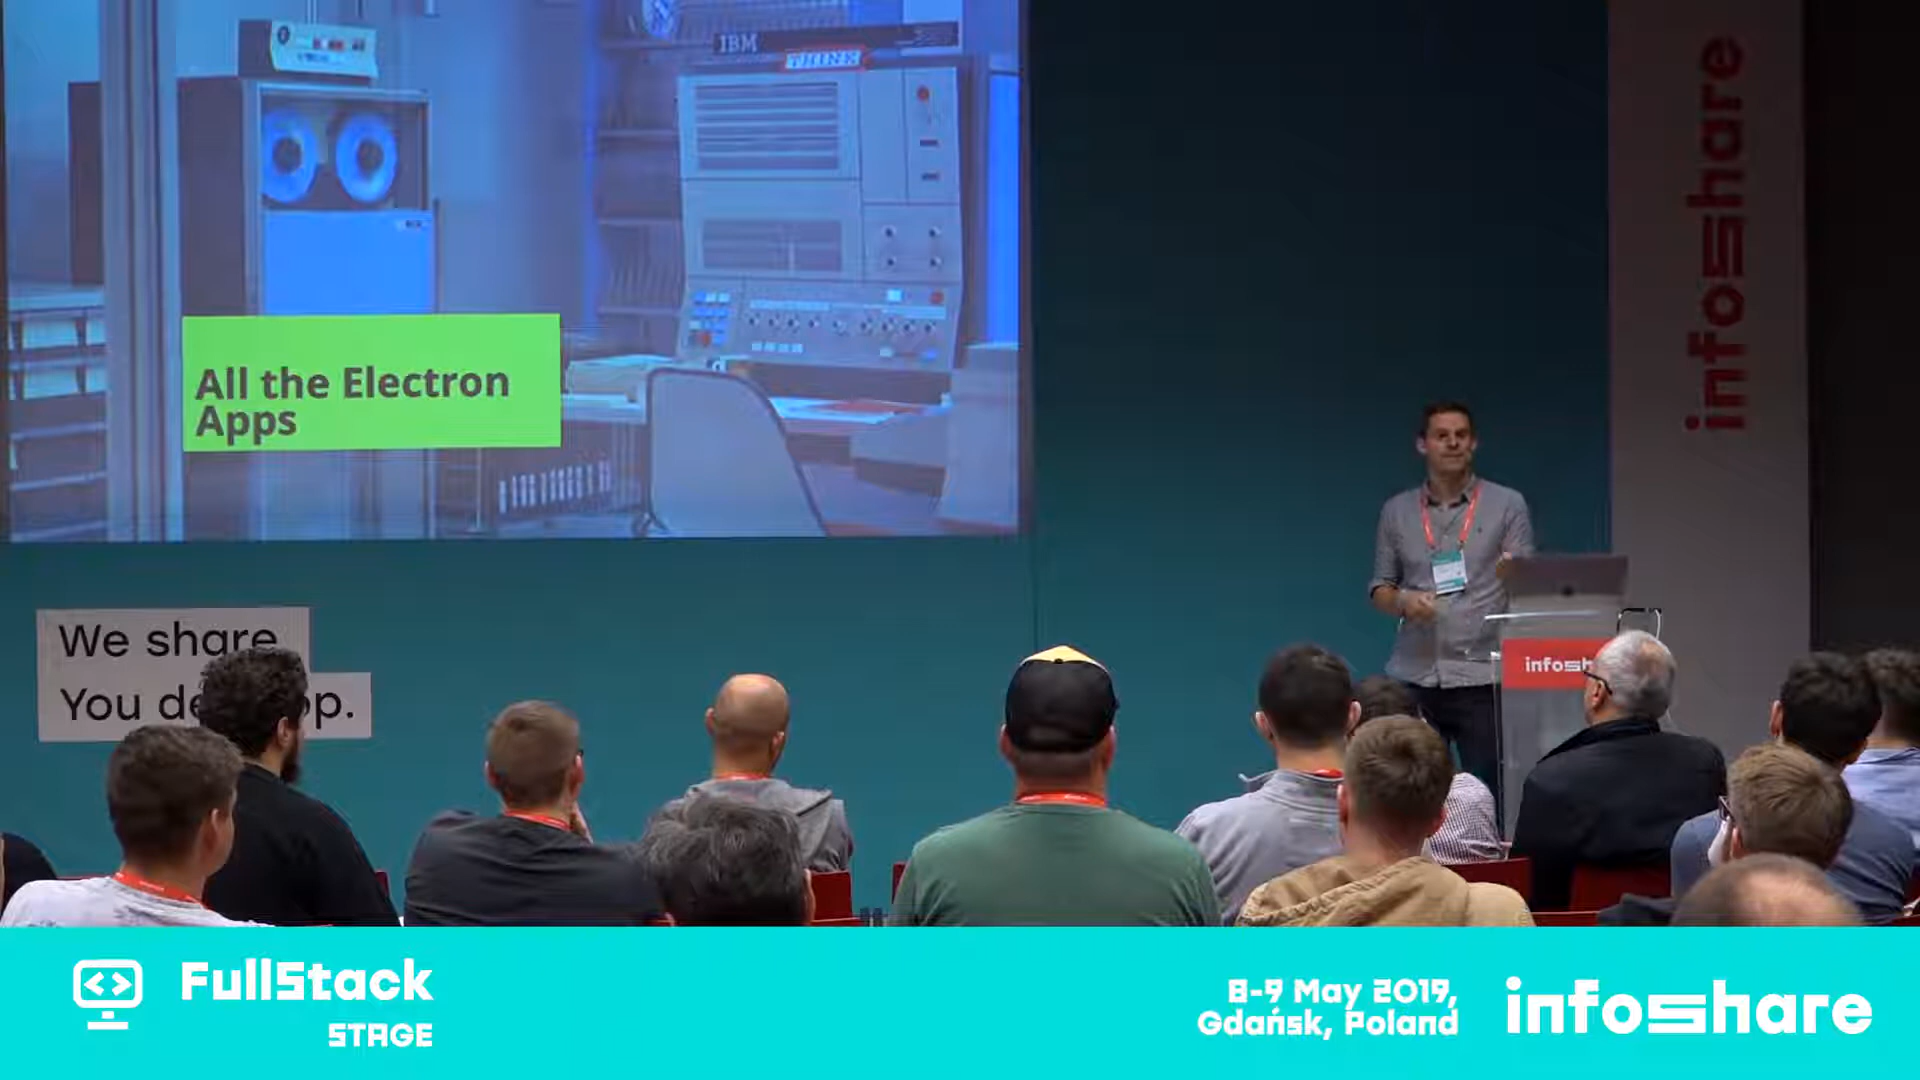 IBM
THINK
All the Electron
Apps
infoshare
We share
You de op.
infosh
FullStack
STAGE
8-9 May 2019,
Gdańsk, Poland
infoshare